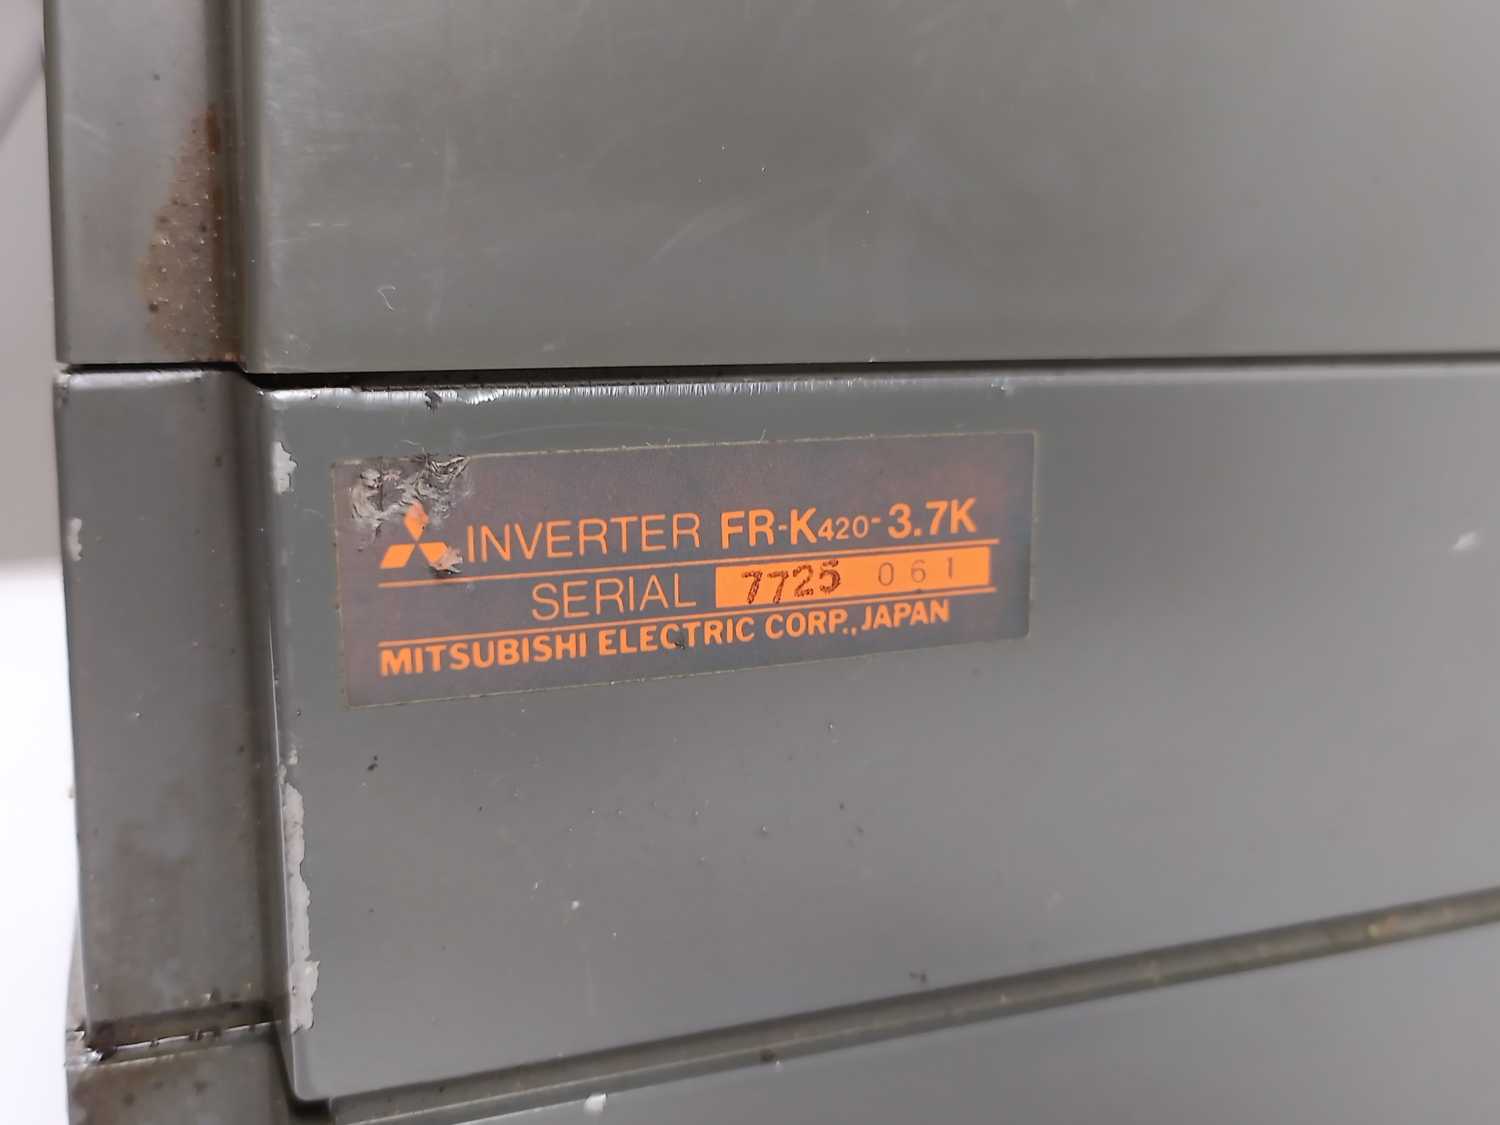 INVERTER FR-K420-3.7K
SERIAL 7725 061
MITSUBISHI ELECTRIC CORP., JAPAN